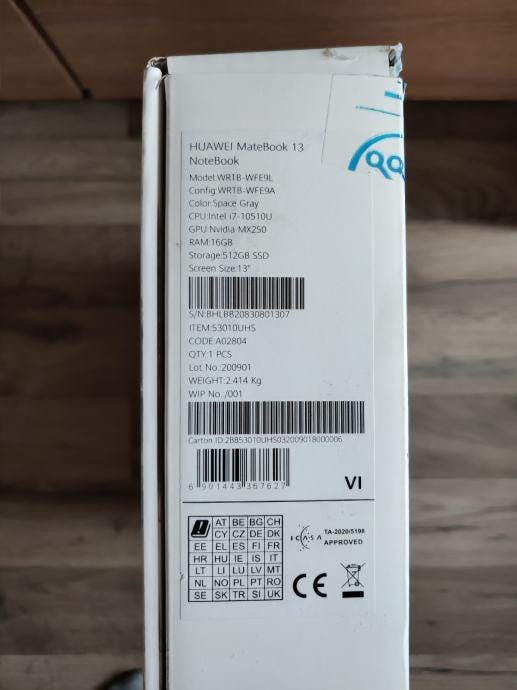 HUAWEI MateBook 13
NoteBook
Model:WRTB-WFE9L
Config:WRTB-WFE9A
Color:Space Gray
CPU:Intel i7-10510U
GPU:Nvidia MX250
RAM:16GB
Storage:512GB SSD
Screen Size:13"
S/N:BHLBB20830801307
ITEM:53010UHS
CODE:A02804
QTY:1 PCS
Lot No.:200901
WEIGHT:2.414 Kg
WIP No.:/001
Carton ID:2BB53010UHS032009018000006
6 901443 367627
VI
AT BE BG CH
CY CZ DE DK
EE EL ES FI FR
HR HU IE IS IT
LT LI LU LV MT
NL NO PL PT RO
SE SK TR SI UK
ICASA
TA-2020/5198
APPROVED
CE